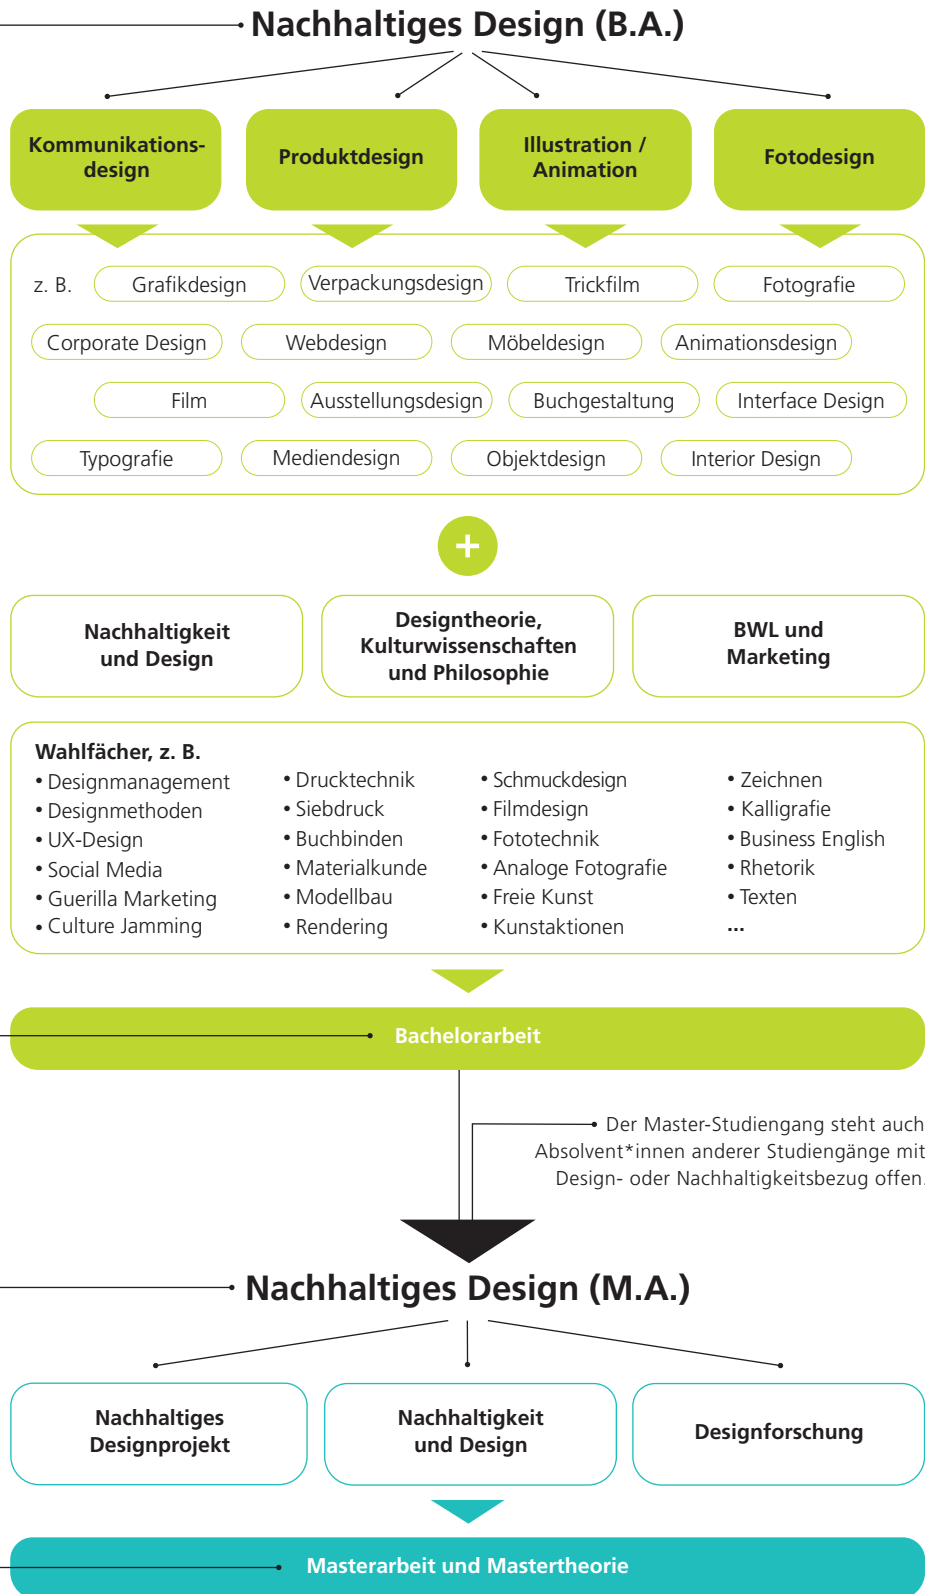 Nachhaltiges Design (B.A.)
Kommunikations-
design
Produktdesign
Illustration /
Animation
Fotodesign
z. B. Grafikdesign Verpackungsdesign Trickfilm Fotografie
Corporate Design Webdesign Möbeldesign Animationsdesign
Film Ausstellungsdesign Buchgestaltung Interface Design
Typografie Mediendesign Objektdesign Interior Design
+
Nachhaltigkeit
und Design
Designtheorie,
Kulturwissenschaften
und Philosophie
BWL und
Marketing
Wahlfächer, z. B.
• Designmanagement
• Designmethoden
• UX-Design
• Social Media
• Guerilla Marketing
• Culture Jamming
• Drucktechnik
• Siebdruck
• Buchbinden
• Materialkunde
• Modellbau
• Rendering
• Schmuckdesign
• Filmdesign
• Fototechnik
• Analoge Fotografie
• Freie Kunst
• Kunstaktionen
• Zeichnen
• Kalligrafie
• Business English
• Rhetorik
• Texten
...
Bachelorarbeit
Der Master-Studiengang steht auch
Absolvent*innen anderer Studiengänge mit
Design- oder Nachhaltigkeitsbezug offen.
Nachhaltiges Design (M.A.)
Nachhaltiges
Designprojekt
Nachhaltigkeit
und Design
Designforschung
Masterarbeit und Mastertheorie